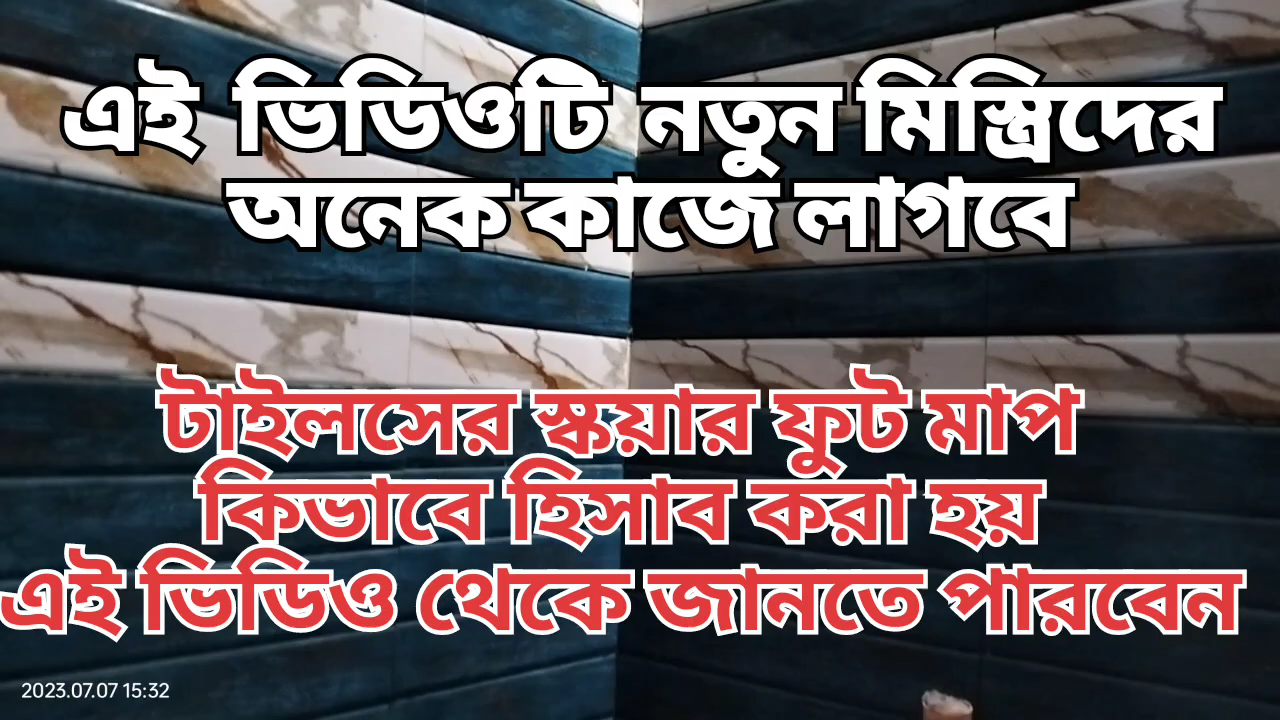 এই ভিডিওটি নতুন মিস্ত্রিদের
অনেক কাজে লাগবে
টাইলসের স্কয়ার ফুট মাপ
কিভাবে হিসাব করা হয়
এই ভিডিও থেকে জানতে পারবেন
2023.07.07 15:32